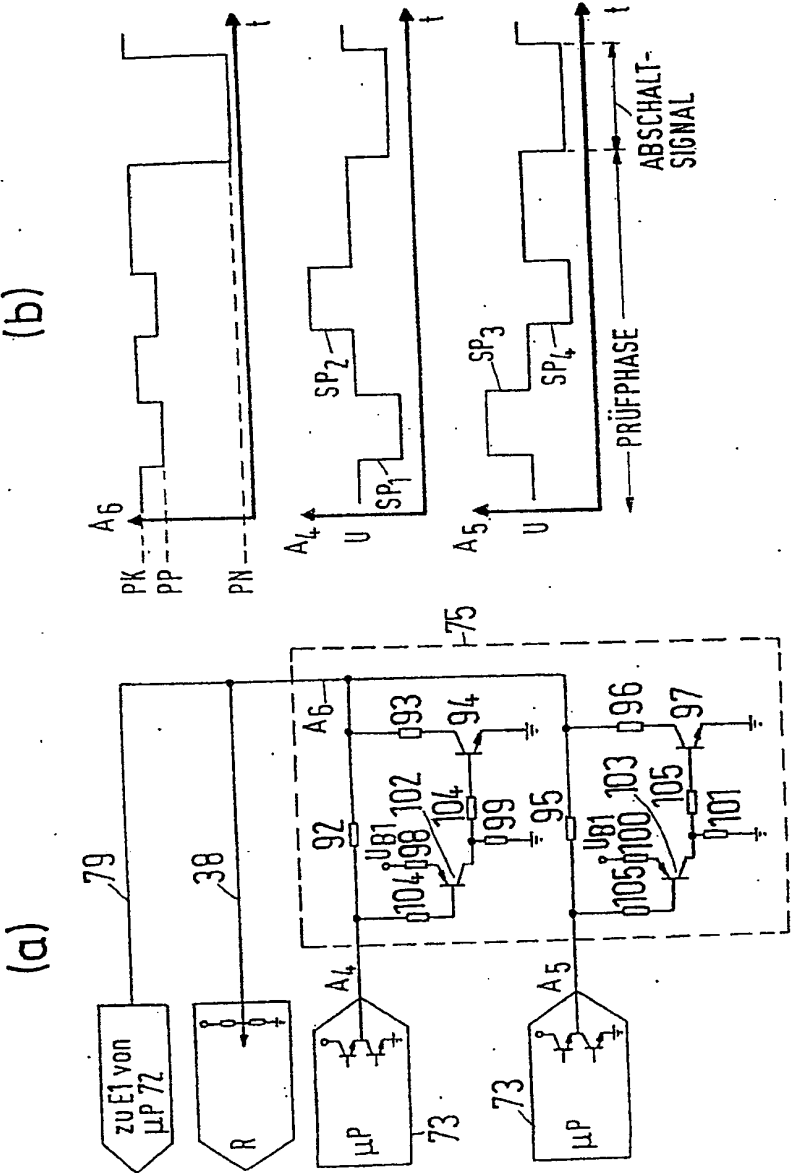 (a)
zu E1 von
µP 72
79
R
38
µP
73
A4
µP
73
A5
A6
75
92
93
94
UB1
98
104
102
104
99
95
96
97
UB1
100
105
103
105
101
(b)
A6
PK
PP
PN
t
A4
U
SP1
SP2
t
A5
SP3
SP4
t
PRÜFPHASE
ABSCHALT-
SIGNAL